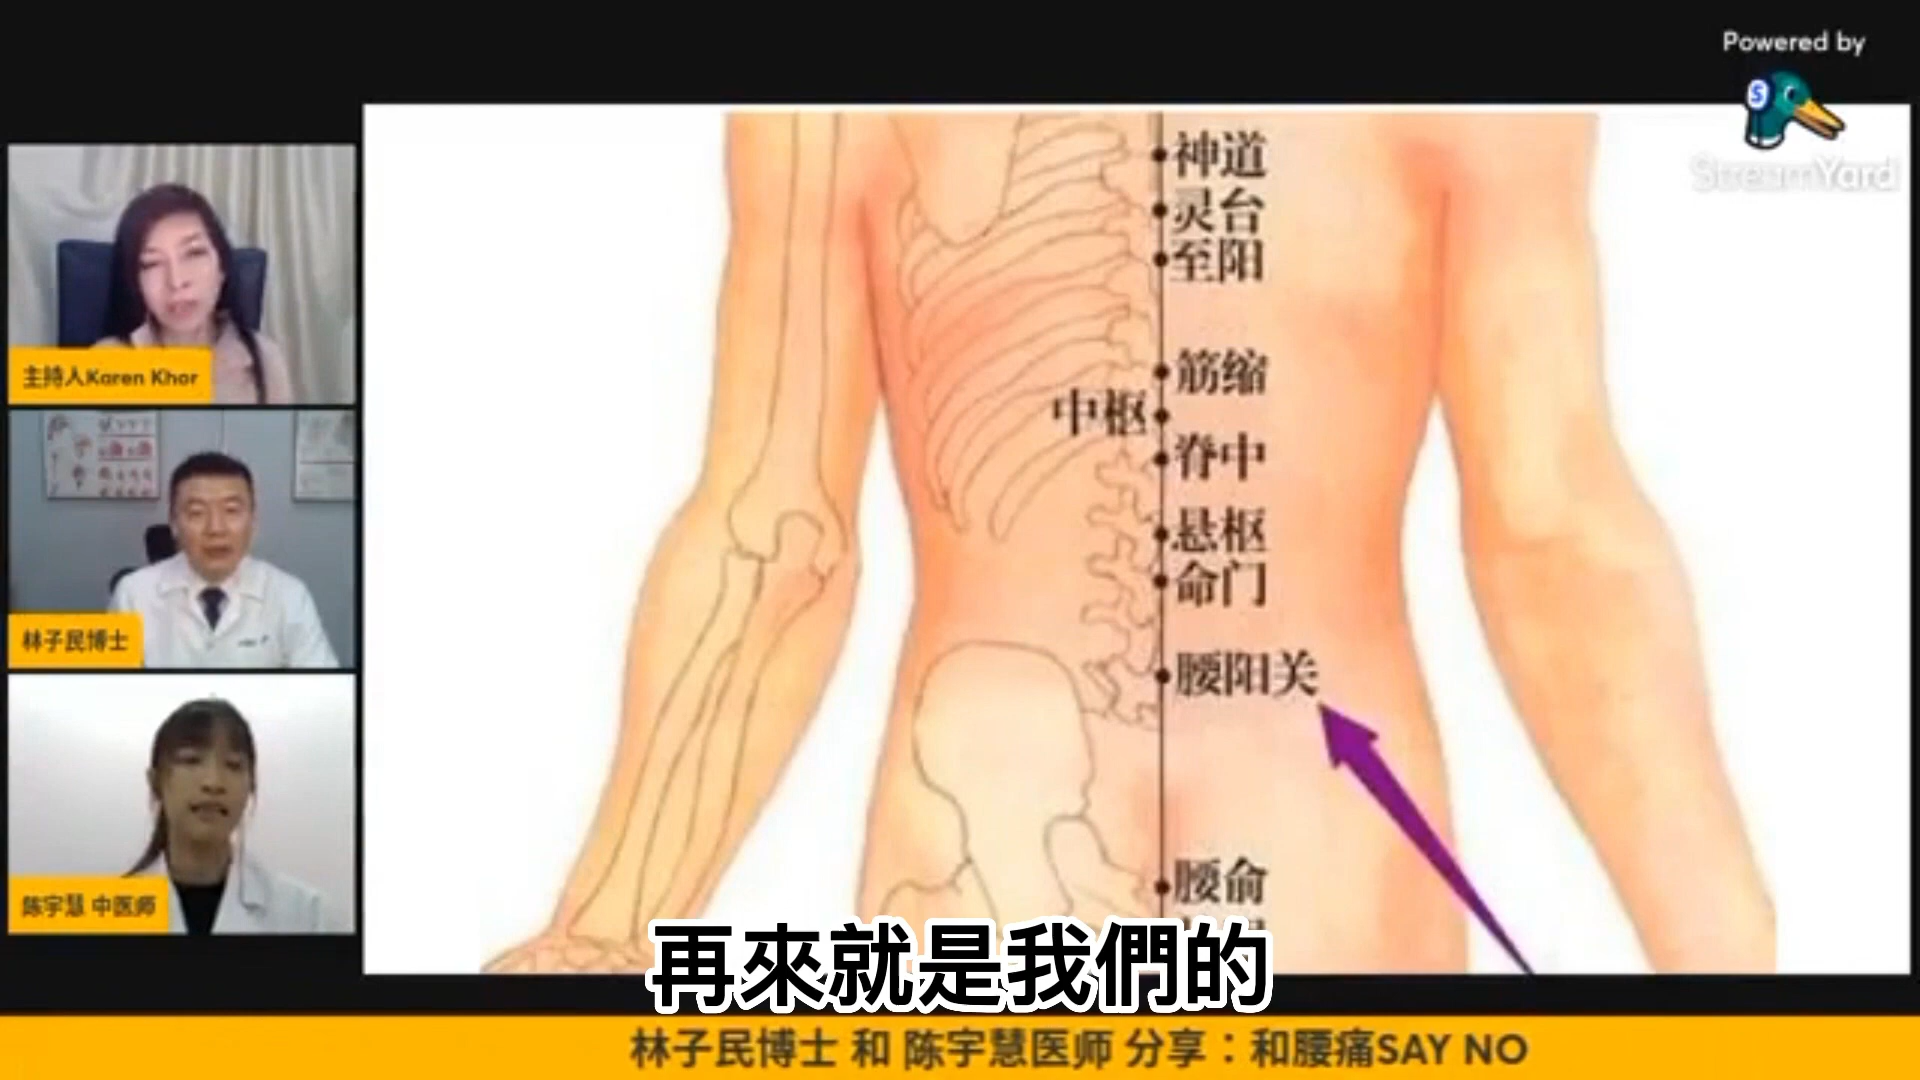 Powered by
StreamYard
主持人Karen Khor
林子民博士
陈宇慧 中医师
神道
灵台
至阳
筋缩
中枢
脊中
悬枢
命门
腰阳关
腰俞
再來就是我們的
林子民博士 和 陈宇慧医师 分享：和腰痛SAY NO